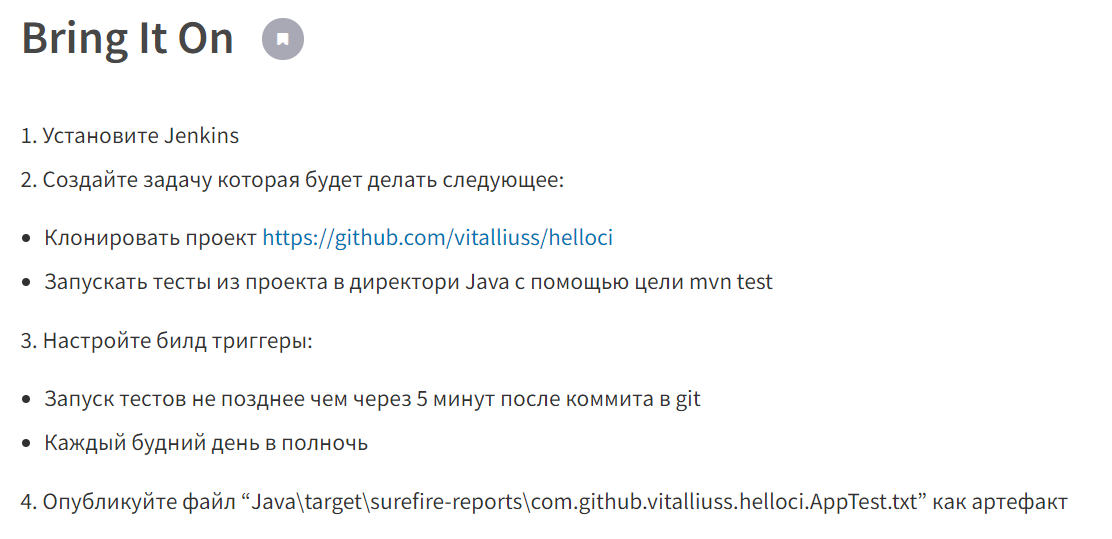 Bring It On
1. Установите Jenkins
2. Создайте задачу которая будет делать следующее:
• Клонировать проект https://github.com/vitalliuss/helloci
• Запускать тесты из проекта в директори Java с помощью цели mvn test
3. Настройте билд триггеры:
• Запуск тестов не позднее чем через 5 минут после коммита в git
• Каждый будний день в полночь
4. Опубликуйте файл “Java\target\surefire-reports\com.github.vitalliuss.helloci.AppTest.txt” как артефакт